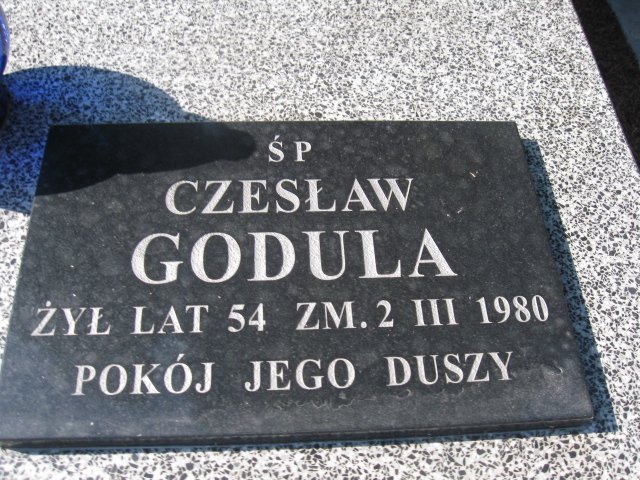 ŚP
CZESŁAW
GODULA
ŻYŁ LAT 54 ZM. 2 III 1980
POKÓJ JEGO DUSZY